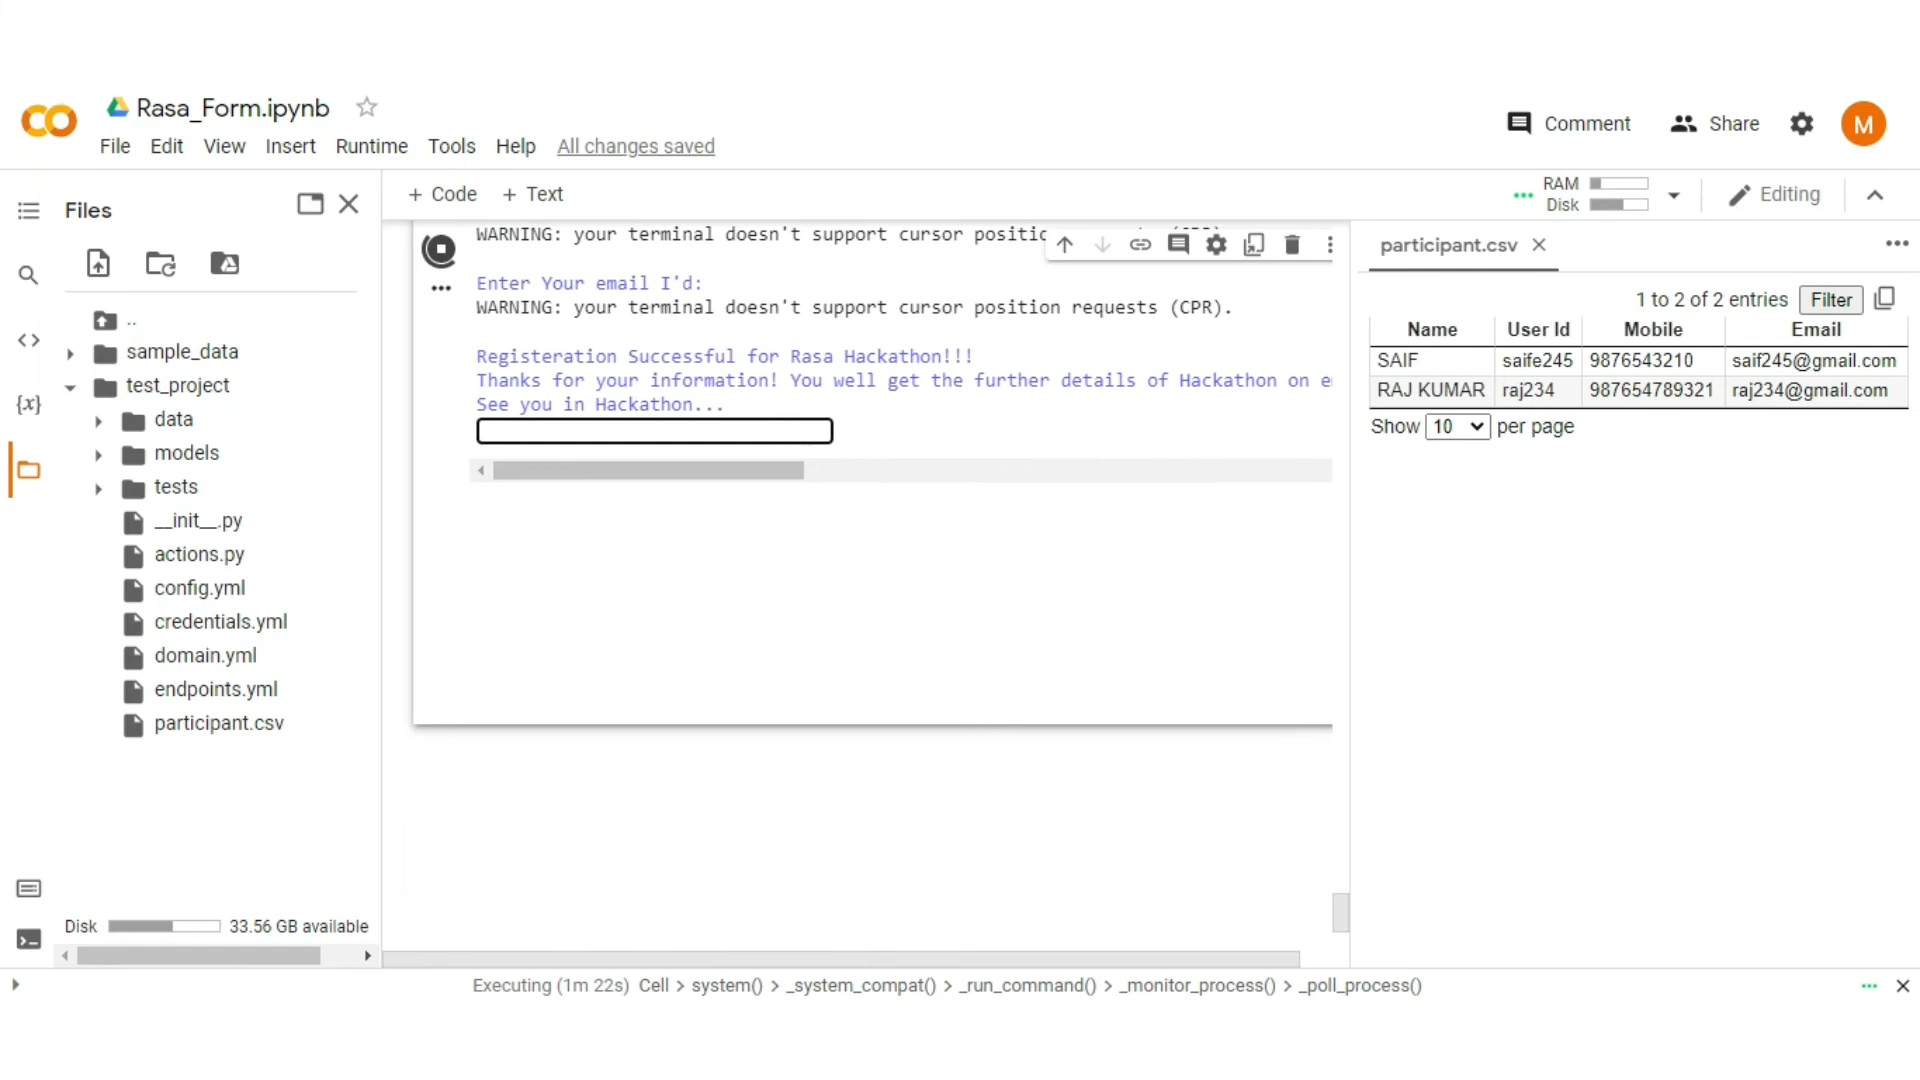 Rasa_Form.ipynb
File Edit View Insert Runtime Tools Help All changes saved
Comment Share M
Files
+ Code + Text
RAM
Disk
Editing
..
sample_data
test_project
data
models
tests
__init__.py
actions.py
config.yml
credentials.yml
domain.yml
endpoints.yml
participant.csv
Disk 33.56 GB available
WARNING: your terminal doesn't support cursor positic
Enter Your email I'd:
WARNING: your terminal doesn't support cursor position requests (CPR).
Registeration Successful for Rasa Hackathon!!!
Thanks for your information! You well get the further details of Hackathon on e
See you in Hackathon...
participant.csv
1 to 2 of 2 entries Filter
Name User Id Mobile Email
SAIF saife245 9876543210 saif245@gmail.com
RAJ KUMAR raj234 987654789321 raj234@gmail.com
Show 10 per page
Executing (1m 22s) Cell > system() > _system_compat() > _run_command() > _monitor_process() > _poll_process()